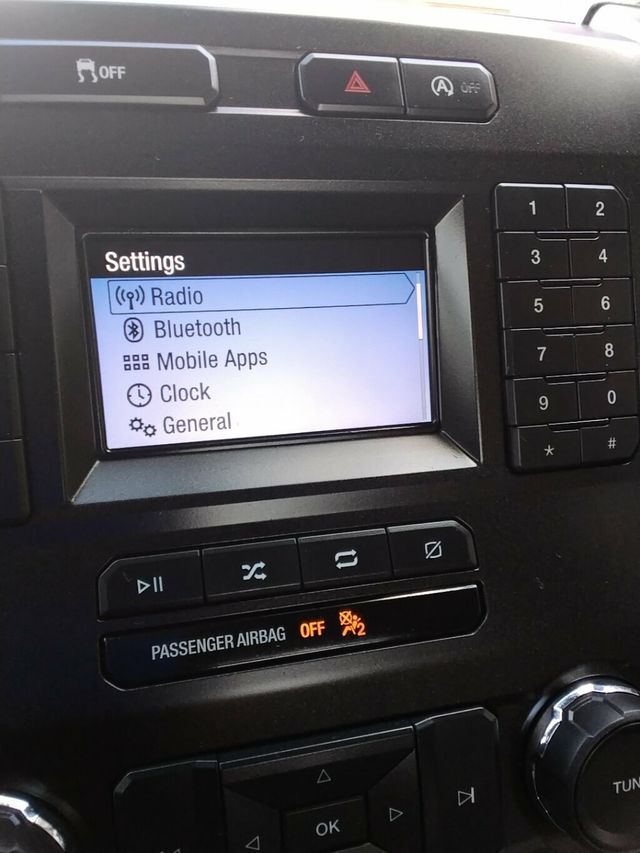 OFF
A OFF
Settings
Radio
Bluetooth
Mobile Apps
Clock
General
1 2
3 4
5 6
7 8
9 0
* #
PASSENGER AIRBAG OFF 2
OK
TUN